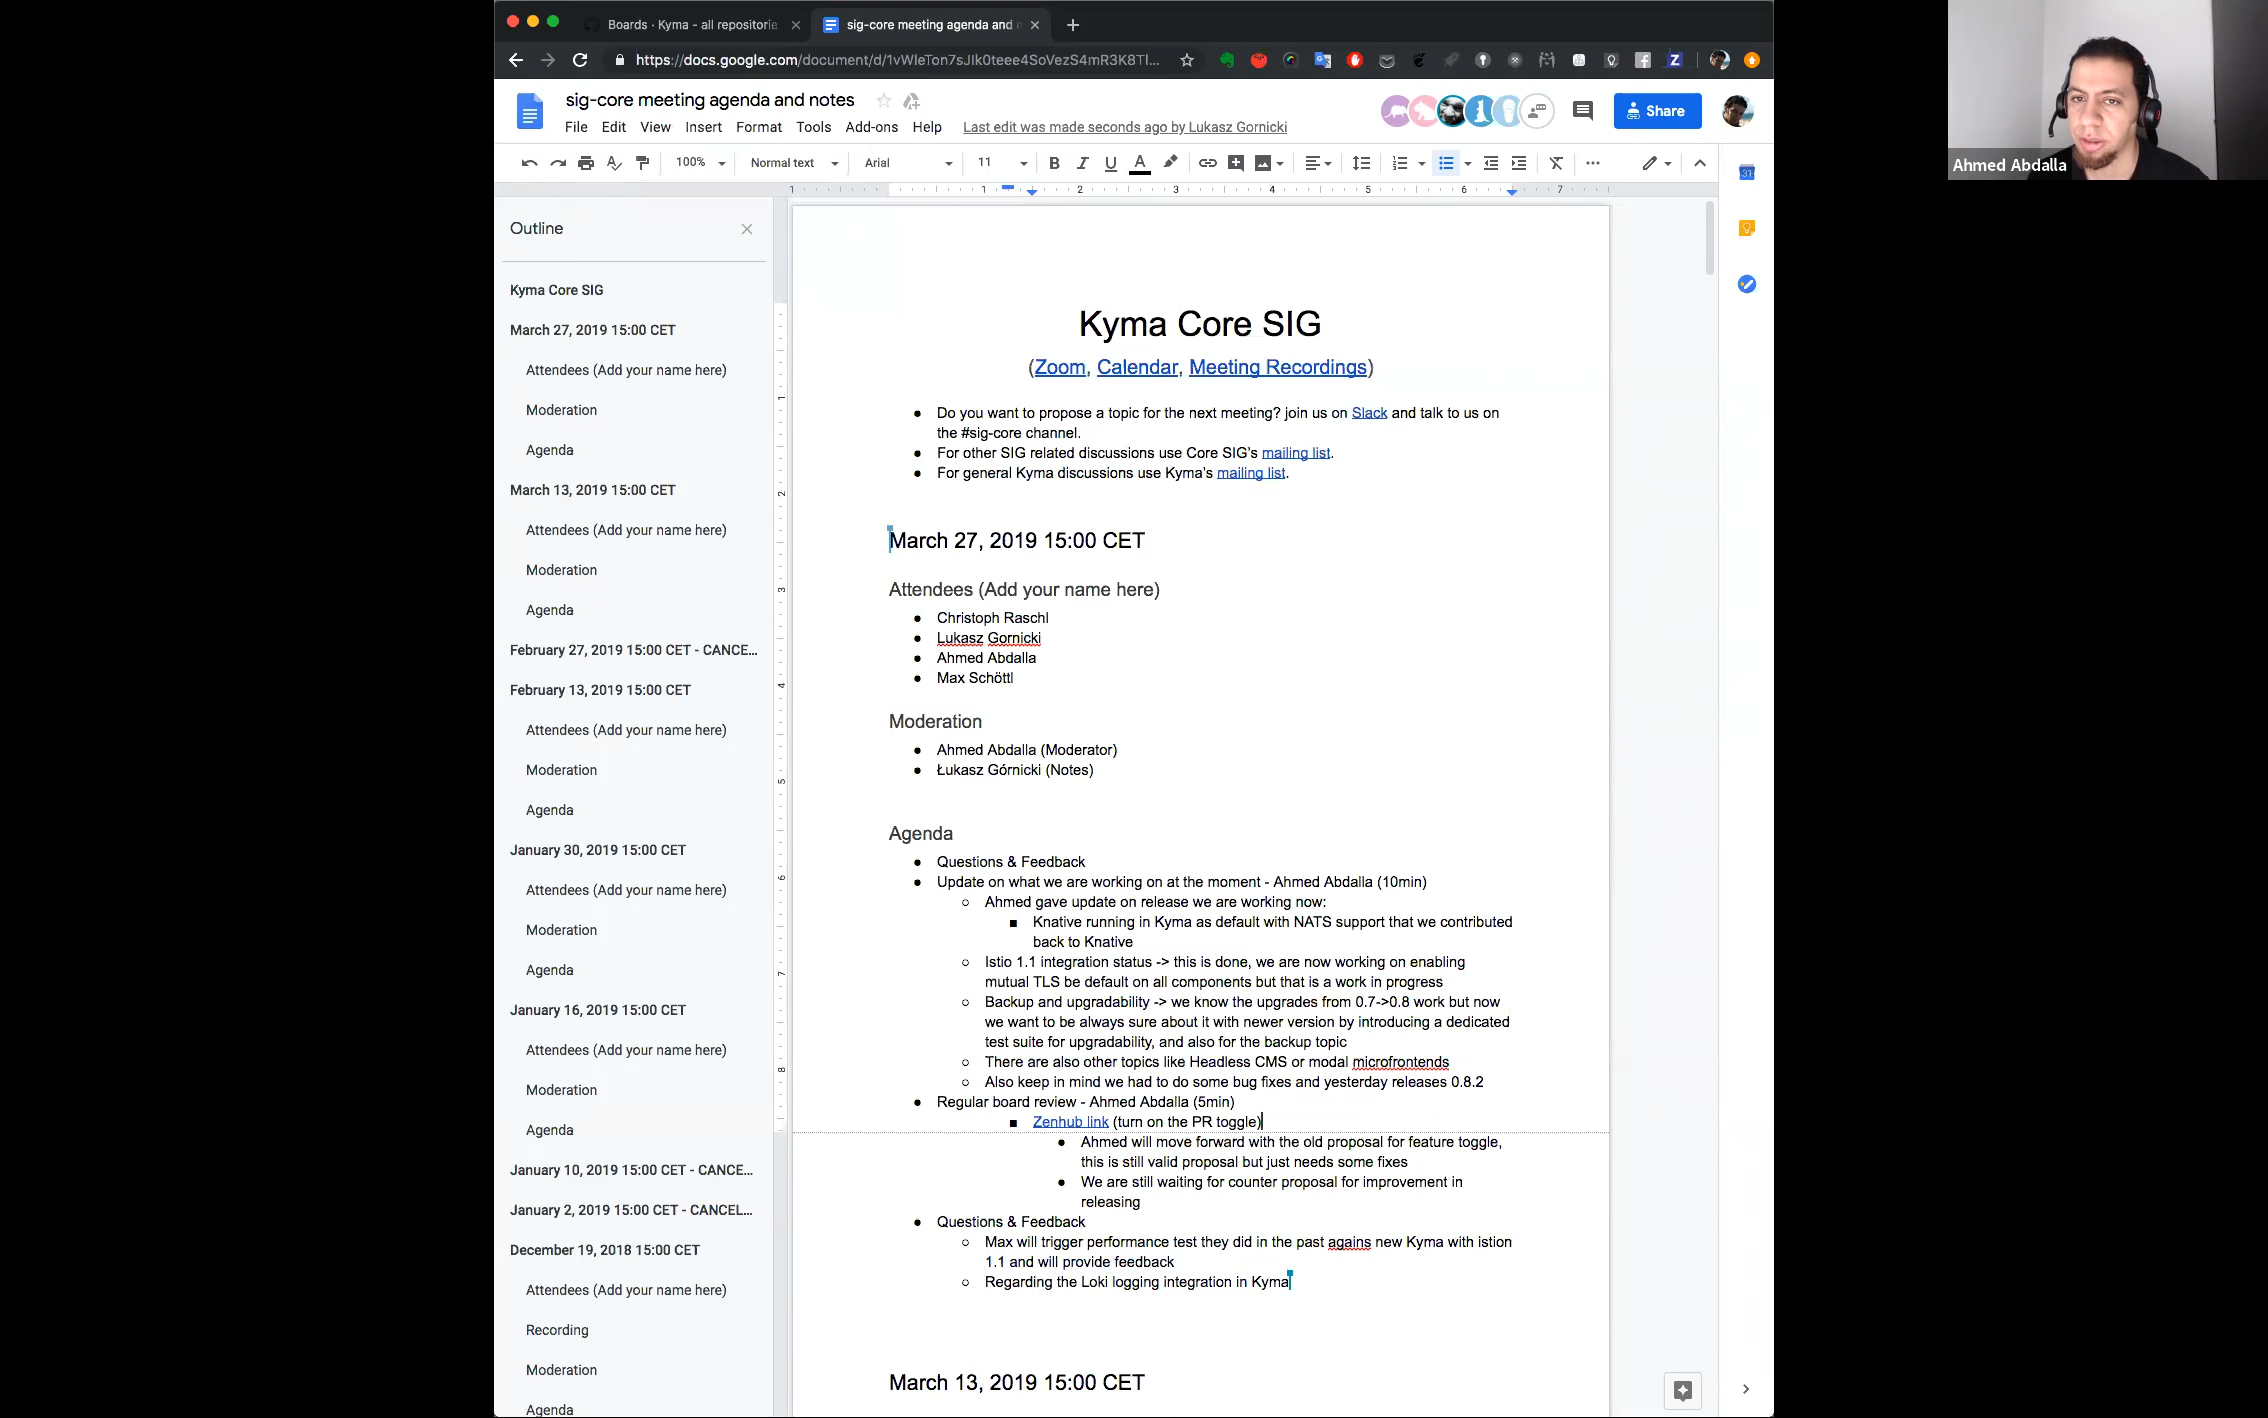 Boards · Kyma - all repositorie
sig-core meeting agenda and n
https://docs.google.com/document/d/1vWIeTon7sJIk0teee4SoVezS4mR3K8Tl...
sig-core meeting agenda and notes
File Edit View Insert Format Tools Add-ons Help Last edit was made seconds ago by Lukasz Gornicki
Share
100% Normal text Arial 11
Ahmed Abdalla
Outline
Kyma Core SIG
March 27, 2019 15:00 CET
Attendees (Add your name here)
Moderation
Agenda
March 13, 2019 15:00 CET
Attendees (Add your name here)
Moderation
Agenda
February 27, 2019 15:00 CET - CANCE...
February 13, 2019 15:00 CET
Attendees (Add your name here)
Moderation
Agenda
January 30, 2019 15:00 CET
Attendees (Add your name here)
Moderation
Agenda
January 16, 2019 15:00 CET
Attendees (Add your name here)
Moderation
Agenda
January 10, 2019 15:00 CET - CANCE...
January 2, 2019 15:00 CET - CANCEL...
December 19, 2018 15:00 CET
Attendees (Add your name here)
Recording
Moderation
Agenda
Kyma Core SIG
(Zoom, Calendar, Meeting Recordings)
● Do you want to propose a topic for the next meeting? join us on Slack and talk to us on
the #sig-core channel.
● For other SIG related discussions use Core SIG's mailing list.
● For general Kyma discussions use Kyma's mailing list.
March 27, 2019 15:00 CET
Attendees (Add your name here)
● Christoph Raschl
● Lukasz Gornicki
● Ahmed Abdalla
● Max Schöttl
Moderation
● Ahmed Abdalla (Moderator)
● Łukasz Górnicki (Notes)
Agenda
● Questions & Feedback
● Update on what we are working on at the moment - Ahmed Abdalla (10min)
○ Ahmed gave update on release we are working now:
■ Knative running in Kyma as default with NATS support that we contributed
back to Knative
○ Istio 1.1 integration status -> this is done, we are now working on enabling
mutual TLS be default on all components but that is a work in progress
○ Backup and upgradability -> we know the upgrades from 0.7->0.8 work but now
we want to be always sure about it with newer version by introducing a dedicated
test suite for upgradability, and also for the backup topic
○ There are also other topics like Headless CMS or modal microfrontends
○ Also keep in mind we had to do some bug fixes and yesterday releases 0.8.2
● Regular board review - Ahmed Abdalla (5min)
■ Zenhub link (turn on the PR toggle)
● Ahmed will move forward with the old proposal for feature toggle,
this is still valid proposal but just needs some fixes
● We are still waiting for counter proposal for improvement in
releasing
● Questions & Feedback
○ Max will trigger performance test they did in the past agains new Kyma with istion
1.1 and will provide feedback
○ Regarding the Loki logging integration in Kyma
March 13, 2019 15:00 CET